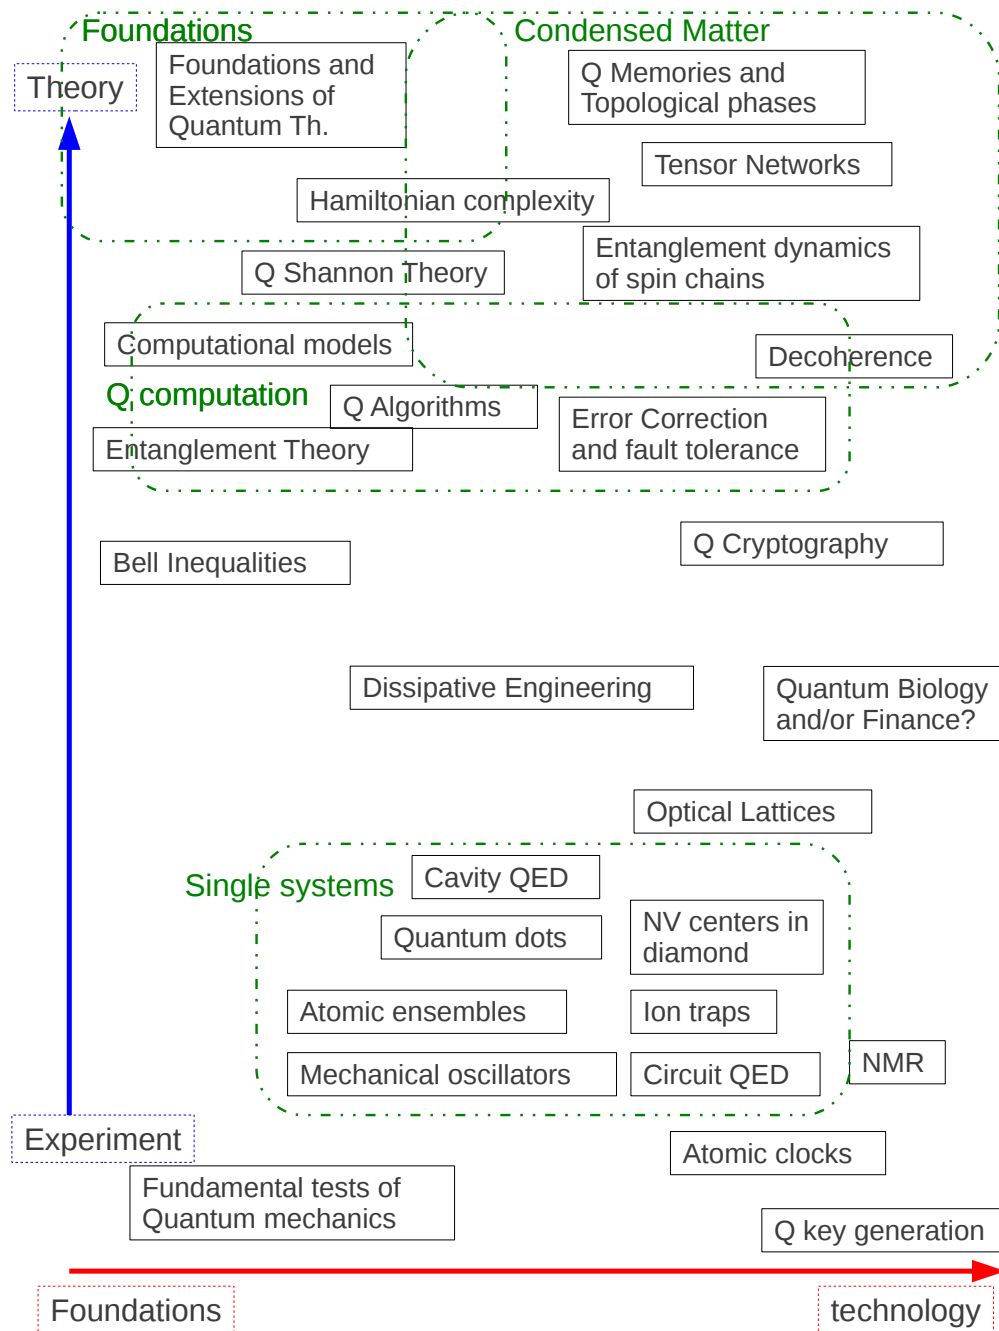 Foundations
Condensed Matter
Theory
Foundations and
Extensions of
Quantum Th.
Q Memories and
Topological phases
Tensor Networks
Hamiltonian complexity
Entanglement dynamics
of spin chains
Q Shannon Theory
Computational models
Decoherence
Q computation
Q Algorithms
Error Correction
and fault tolerance
Entanglement Theory
Q Cryptography
Bell Inequalities
Dissipative Engineering
Quantum Biology
and/or Finance?
Optical Lattices
Single systems
Cavity QED
NV centers in
diamond
Quantum dots
Atomic ensembles
Ion traps
Mechanical oscillators
Circuit QED
NMR
Experiment
Atomic clocks
Fundamental tests of
Quantum mechanics
Q key generation
Foundations
technology